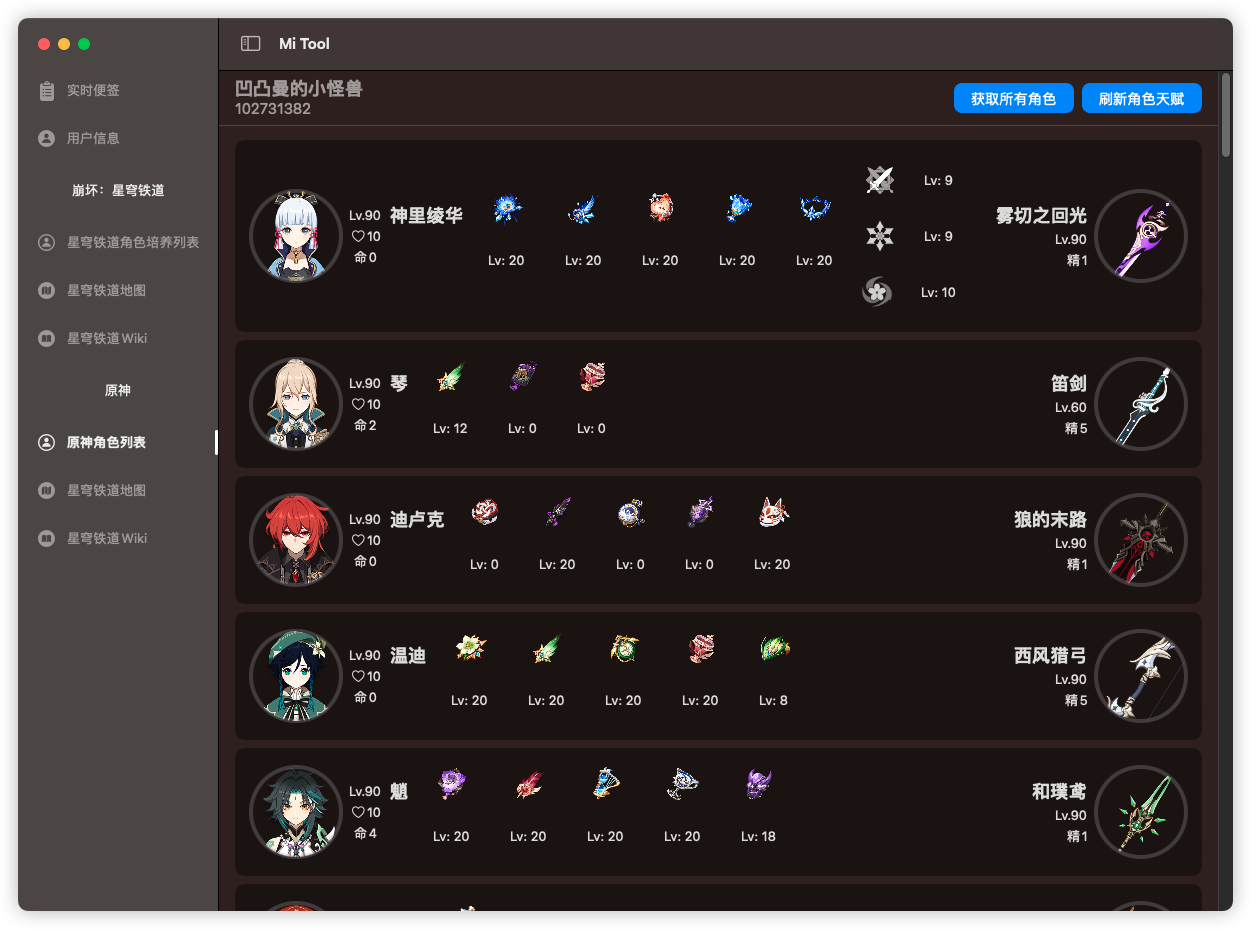 Mi Tool
实时便签
用户信息
崩坏：星穹铁道
星穹铁道角色培养列表
星穹铁道地图
星穹铁道Wiki
原神
原神角色列表
星穹铁道地图
星穹铁道Wiki
凹凸曼的小怪兽
102731382
获取所有角色
刷新角色天赋
Lv.90 神里绫华
10
命0
Lv: 20 Lv: 20 Lv: 20 Lv: 20 Lv: 20
Lv: 9
Lv: 9
Lv: 10
雾切之回光
Lv.90
精1
Lv.90 琴
10
命2
Lv: 12 Lv: 0 Lv: 0
笛剑
Lv.60
精5
Lv.90 迪卢克
10
命0
Lv: 0 Lv: 20 Lv: 0 Lv: 0 Lv: 20
狼的末路
Lv.90
精1
Lv.90 温迪
10
命0
Lv: 20 Lv: 20 Lv: 20 Lv: 20 Lv: 8
西风猎弓
Lv.90
精5
Lv.90 魈
10
命4
Lv: 20 Lv: 20 Lv: 20 Lv: 20 Lv: 18
和璞鸢
Lv.90
精1